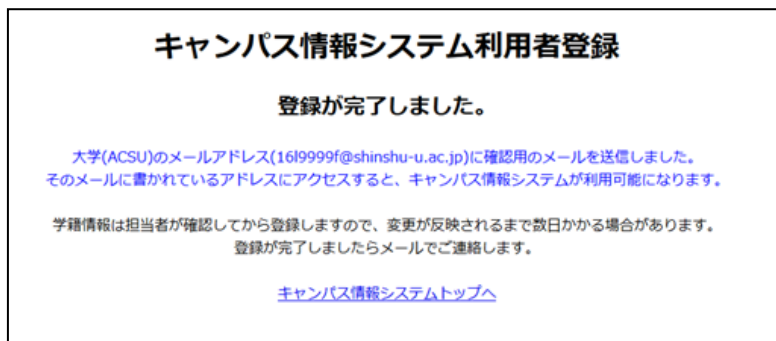 キャンパス情報システム利用者登録
登録が完了しました。
大学(ACSU)のメールアドレス(16l9999f@shinshu-u.ac.jp)に確認用のメールを送信しました。
そのメールに書かれているアドレスにアクセスすると、キャンパス情報システムが利用可能になります。
学籍情報は担当者が確認してから登録しますので、変更が反映されるまで数日かかる場合があります。
登録が完了しましたらメールでご連絡します。
キャンパス情報システムトップへ